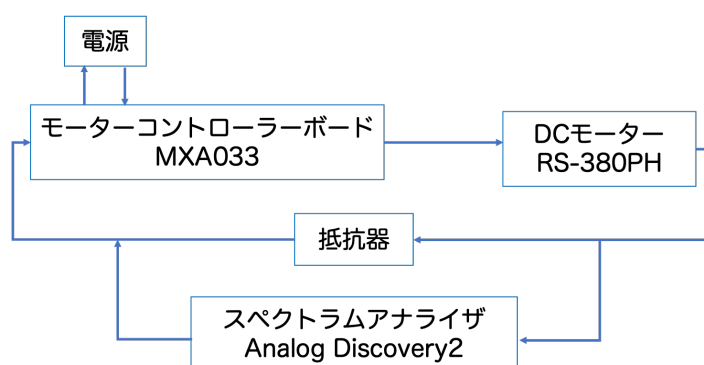 電源
モーターコントローラーボード
MXA033
DCモーター
RS-380PH
抵抗器
スペクトラムアナライザ
Analog Discovery2